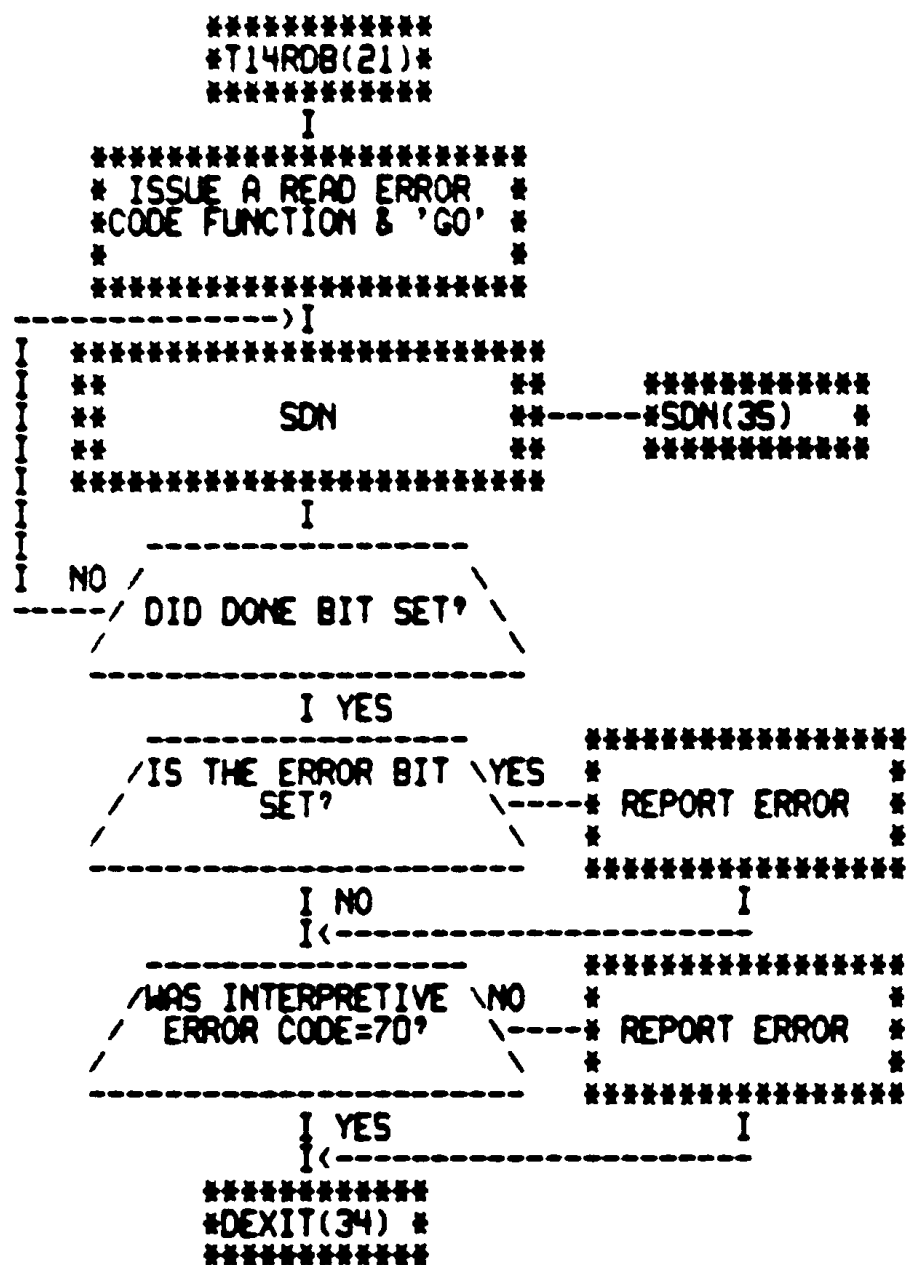 T14RDB(21)
I
ISSUE A READ ERROR
CODE FUNCTION & 'GO'
SDN
SDN(35)
NO
DID DONE BIT SET?
I YES
IS THE ERROR BIT
SET?
YES
REPORT ERROR
I NO
WAS INTERPRETIVE
ERROR CODE=70?
NO
REPORT ERROR
I YES
DEXIT(34)